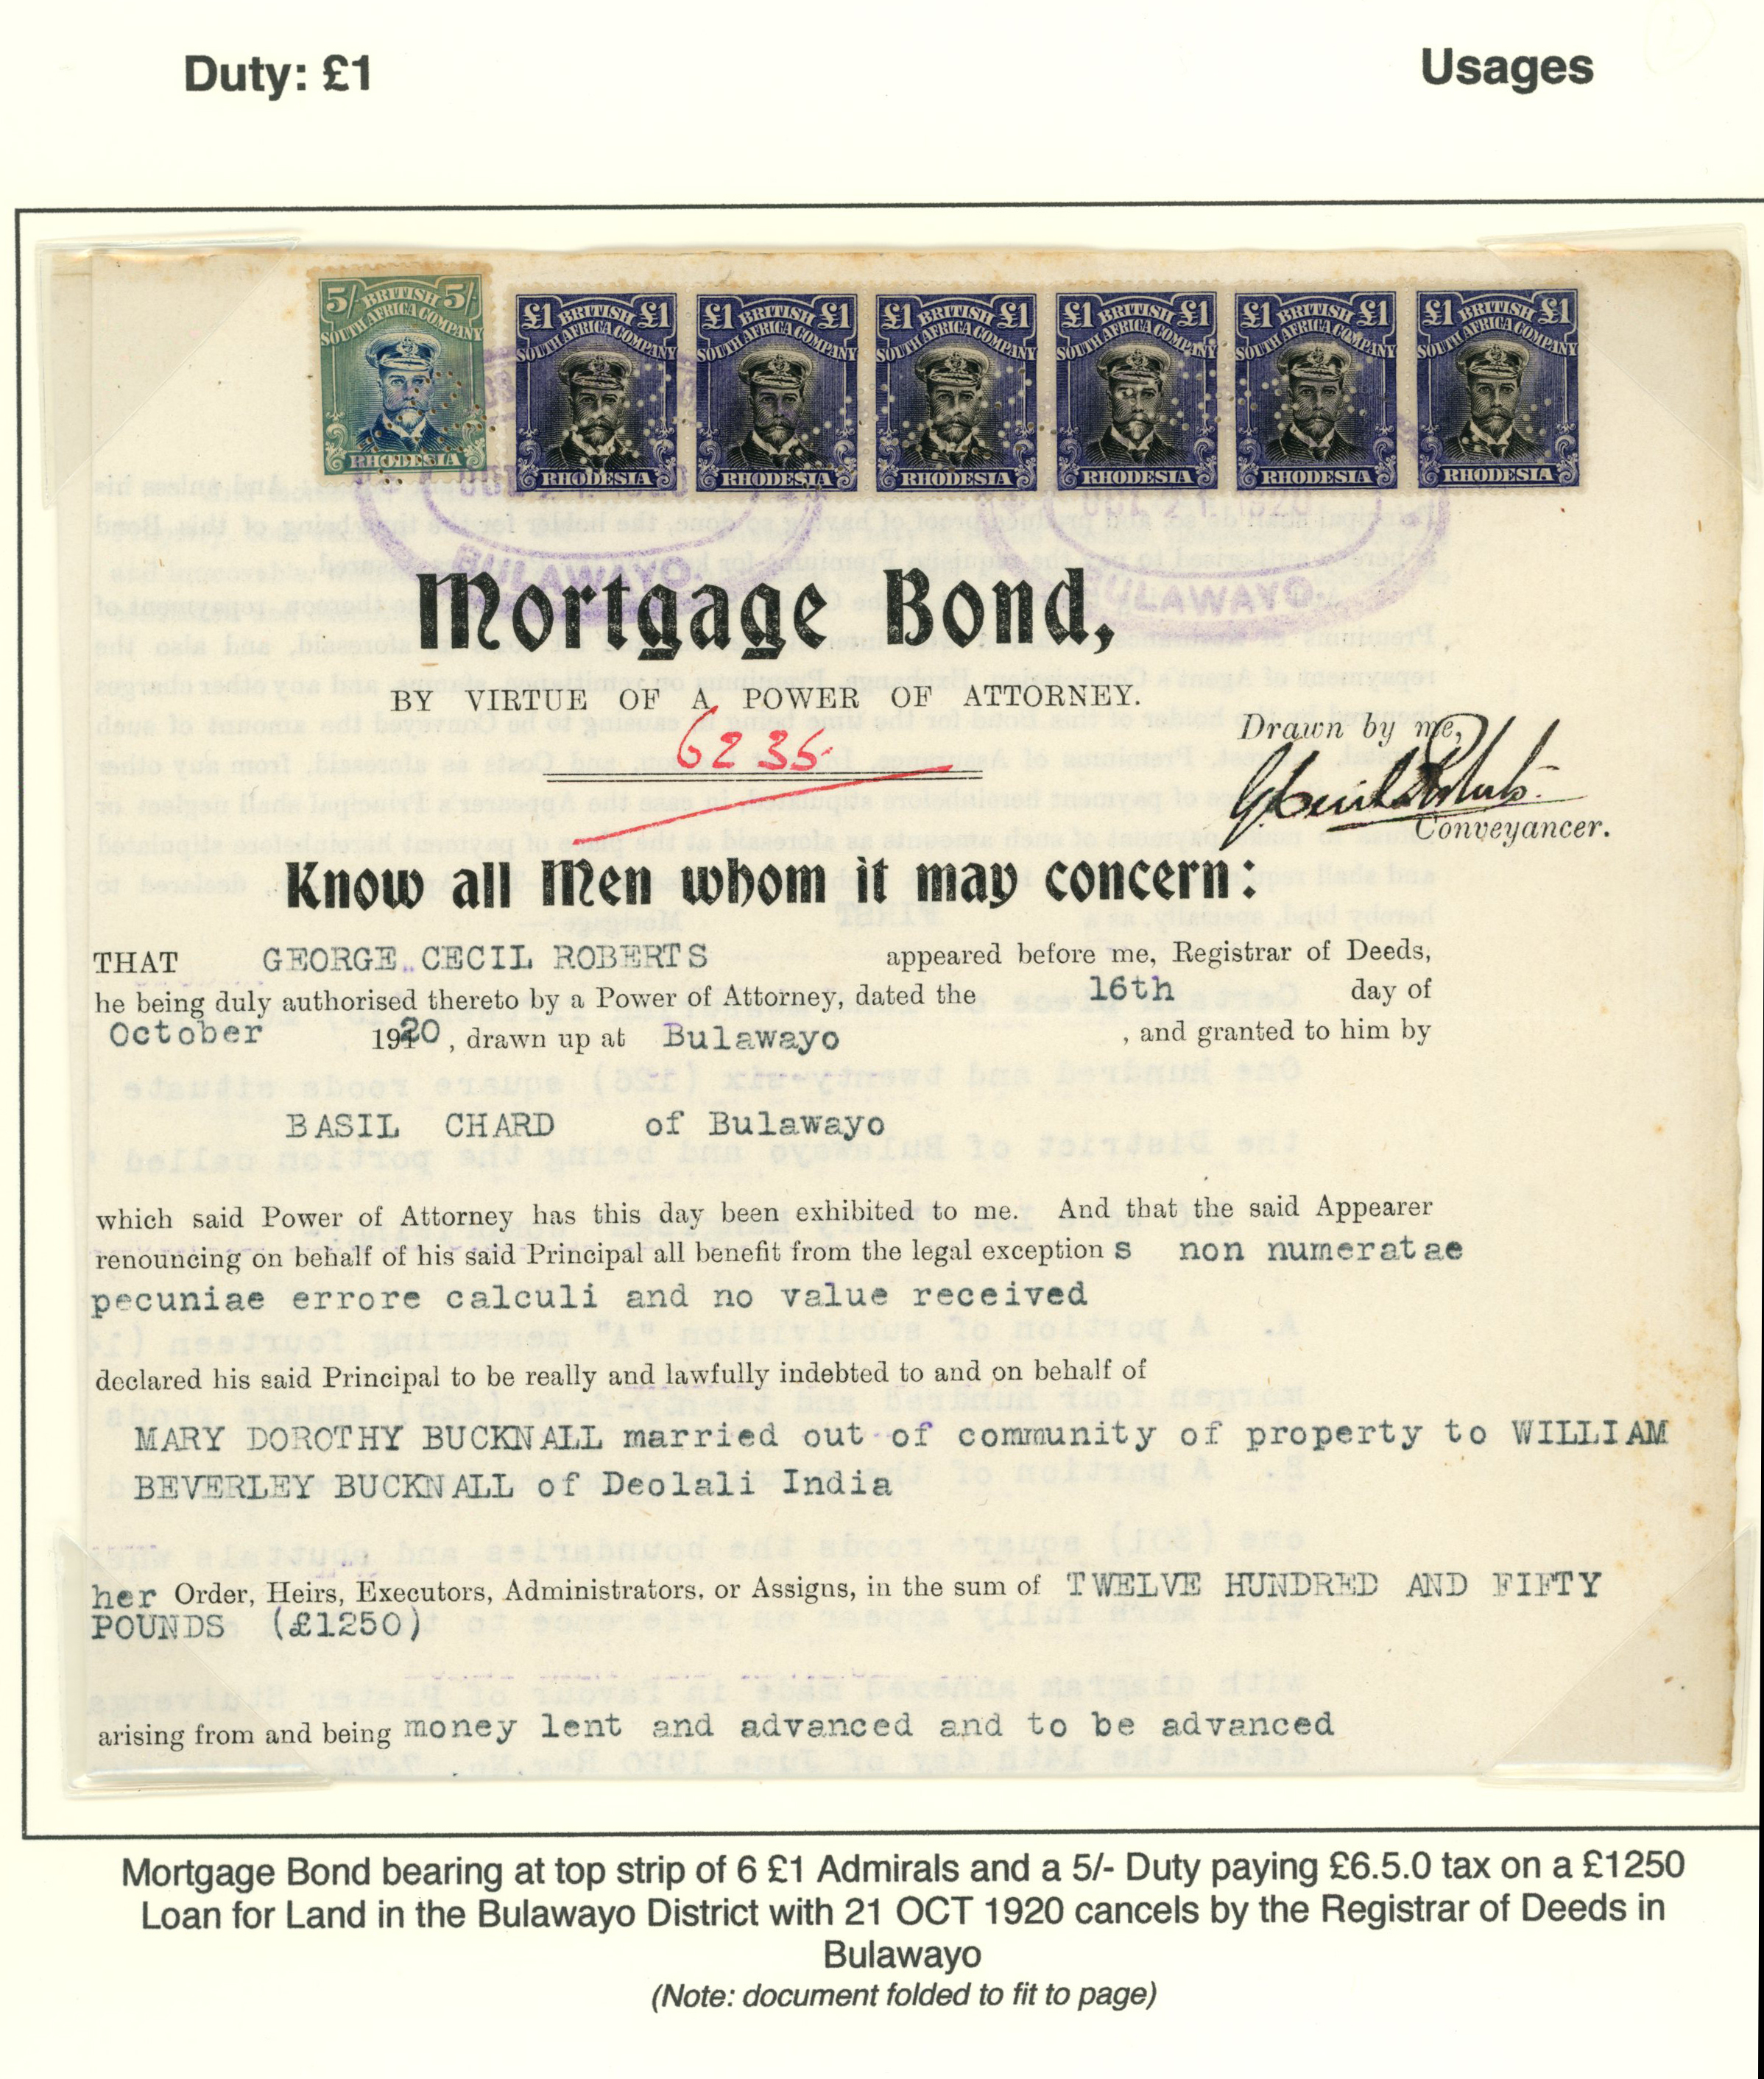 Duty: £1
Usages
5/- BRITISH 5/-
SOUTH AFRICA COMPANY
RHODESIA
£1 BRITISH £1
SOUTH AFRICA COMPANY
RHODESIA
£1 BRITISH £1
SOUTH AFRICA COMPANY
RHODESIA
£1 BRITISH £1
SOUTH AFRICA COMPANY
RHODESIA
£1 BRITISH £1
SOUTH AFRICA COMPANY
RHODESIA
£1 BRITISH £1
SOUTH AFRICA COMPANY
RHODESIA
£1 BRITISH £1
SOUTH AFRICA COMPANY
RHODESIA
BULAWAYO.
BULAWAYO.
Mortgage Bond,
BY VIRTUE OF A POWER OF ATTORNEY.
6235
Drawn by me,
Conveyancer.
Know all Men whom it may concern:
THAT GEORGE CECIL ROBERTS appeared before me, Registrar of Deeds,
he being duly authorised thereto by a Power of Attorney, dated the 16th day of
October 1920, drawn up at Bulawayo , and granted to him by
BASIL CHARD of Bulawayo
which said Power of Attorney has this day been exhibited to me. And that the said Appearer
renouncing on behalf of his said Principal all benefit from the legal exception s non numeratae
pecuniae errore calculi and no value received
declared his said Principal to be really and lawfully indebted to and on behalf of
MARY DOROTHY BUCKNALL married out of community of property to WILLIAM
BEVERLEY BUCKNALL of Deolali India
her Order, Heirs, Executors, Administrators, or Assigns, in the sum of TWELVE HUNDRED AND FIFTY
POUNDS (£1250)
arising from and being money lent and advanced and to be advanced
Mortgage Bond bearing at top strip of 6 £1 Admirals and a 5/- Duty paying £6.5.0 tax on a £1250
Loan for Land in the Bulawayo District with 21 OCT 1920 cancels by the Registrar of Deeds in
Bulawayo
(Note: document folded to fit to page)